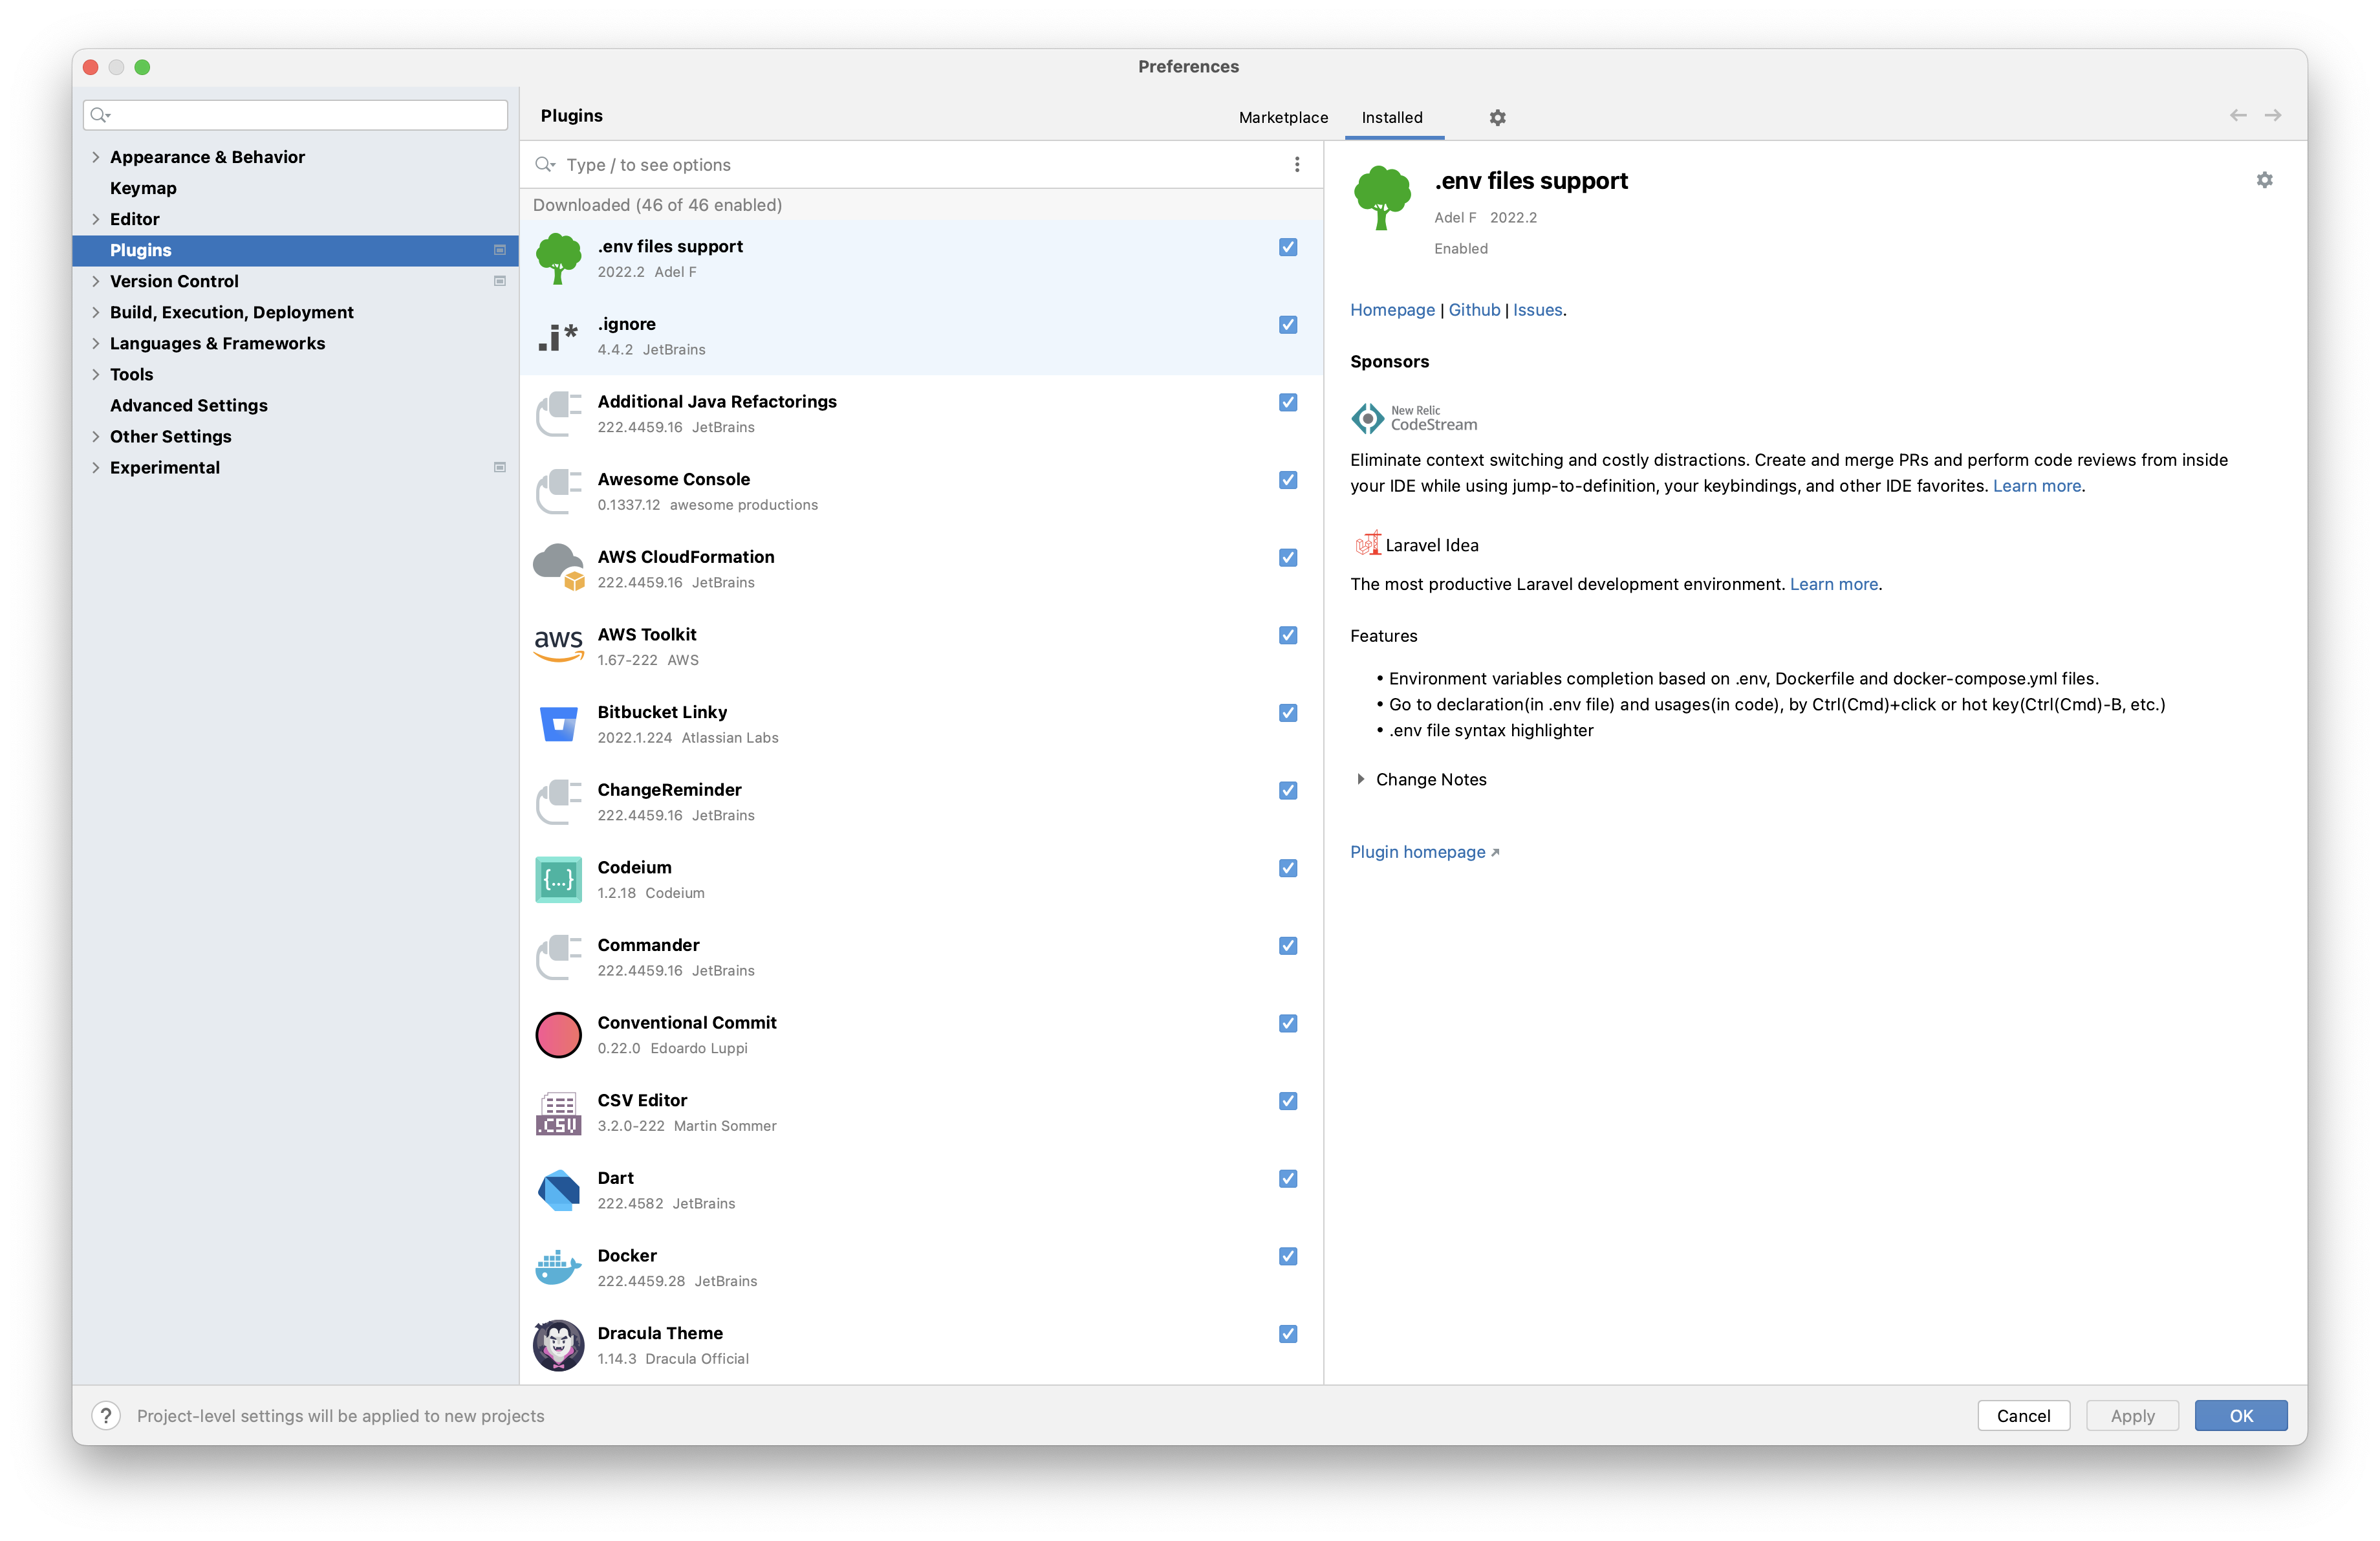 Preferences
Appearance & Behavior
Keymap
Editor
Plugins
Version Control
Build, Execution, Deployment
Languages & Frameworks
Tools
Advanced Settings
Other Settings
Experimental
Plugins
Marketplace
Installed
Type / to see options
Downloaded (46 of 46 enabled)
.env files support
2022.2 Adel F
.i*
.ignore
4.4.2 JetBrains
Additional Java Refactorings
222.4459.16 JetBrains
Awesome Console
0.1337.12 awesome productions
AWS CloudFormation
222.4459.16 JetBrains
aws
AWS Toolkit
1.67-222 AWS
Bitbucket Linky
2022.1.224 Atlassian Labs
ChangeReminder
222.4459.16 JetBrains
{...}
Codeium
1.2.18 Codeium
Commander
222.4459.16 JetBrains
Conventional Commit
0.22.0 Edoardo Luppi
.CSV
CSV Editor
3.2.0-222 Martin Sommer
Dart
222.4582 JetBrains
Docker
222.4459.28 JetBrains
Dracula Theme
1.14.3 Dracula Official
.env files support
Adel F 2022.2
Enabled
Homepage | Github | Issues.
Sponsors
New Relic
CodeStream
Eliminate context switching and costly distractions. Create and merge PRs and perform code reviews from inside
your IDE while using jump-to-definition, your keybindings, and other IDE favorites. Learn more.
Laravel Idea
The most productive Laravel development environment. Learn more.
Features
• Environment variables completion based on .env, Dockerfile and docker-compose.yml files.
• Go to declaration(in .env file) and usages(in code), by Ctrl(Cmd)+click or hot key(Ctrl(Cmd)-B, etc.)
• .env file syntax highlighter
Change Notes
Plugin homepage
? Project-level settings will be applied to new projects
Cancel
Apply
OK